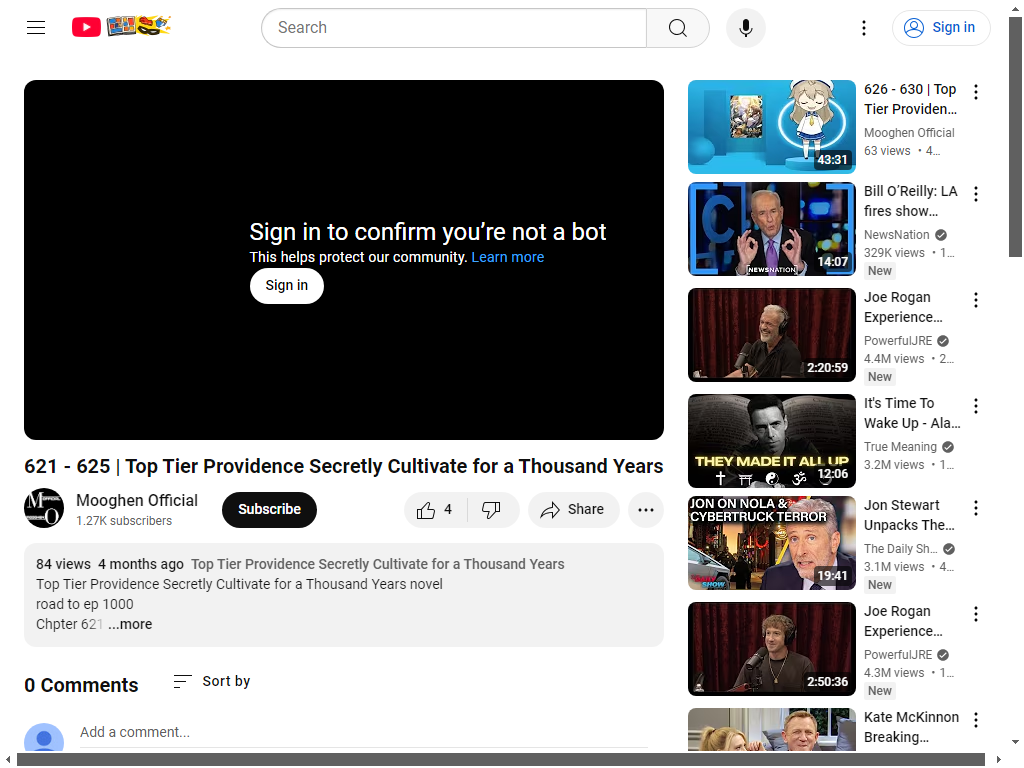 Search
Sign in
Sign in to confirm you’re not a bot
This helps protect our community. Learn more
Sign in
621 - 625 | Top Tier Providence Secretly Cultivate for a Thousand Years
Mooghen Official
1.27K subscribers
Subscribe
4
Share
84 views 4 months ago Top Tier Providence Secretly Cultivate for a Thousand Years
Top Tier Providence Secretly Cultivate for a Thousand Years novel
road to ep 1000
Chpter 621 ...more
0 Comments
Sort by
Add a comment...
43:31
626 - 630 | Top
Tier Providen...
Mooghen Official
63 views • 4...
NEWSNATION
14:07
Bill O’Reilly: LA
fires show...
NewsNation
329K views • 1...
New
2:20:59
Joe Rogan
Experience...
PowerfulJRE
4.4M views • 2...
New
THEY MADE IT ALL UP
12:06
It's Time To
Wake Up - Ala...
True Meaning
3.2M views • 1...
JON ON NOLA &
CYBERTRUCK TERROR
19:41
Jon Stewart
Unpacks The...
The Daily Sh...
3.1M views • 4...
New
2:50:36
Joe Rogan
Experience...
PowerfulJRE
4.3M views • 1...
New
Kate McKinnon
Breaking...